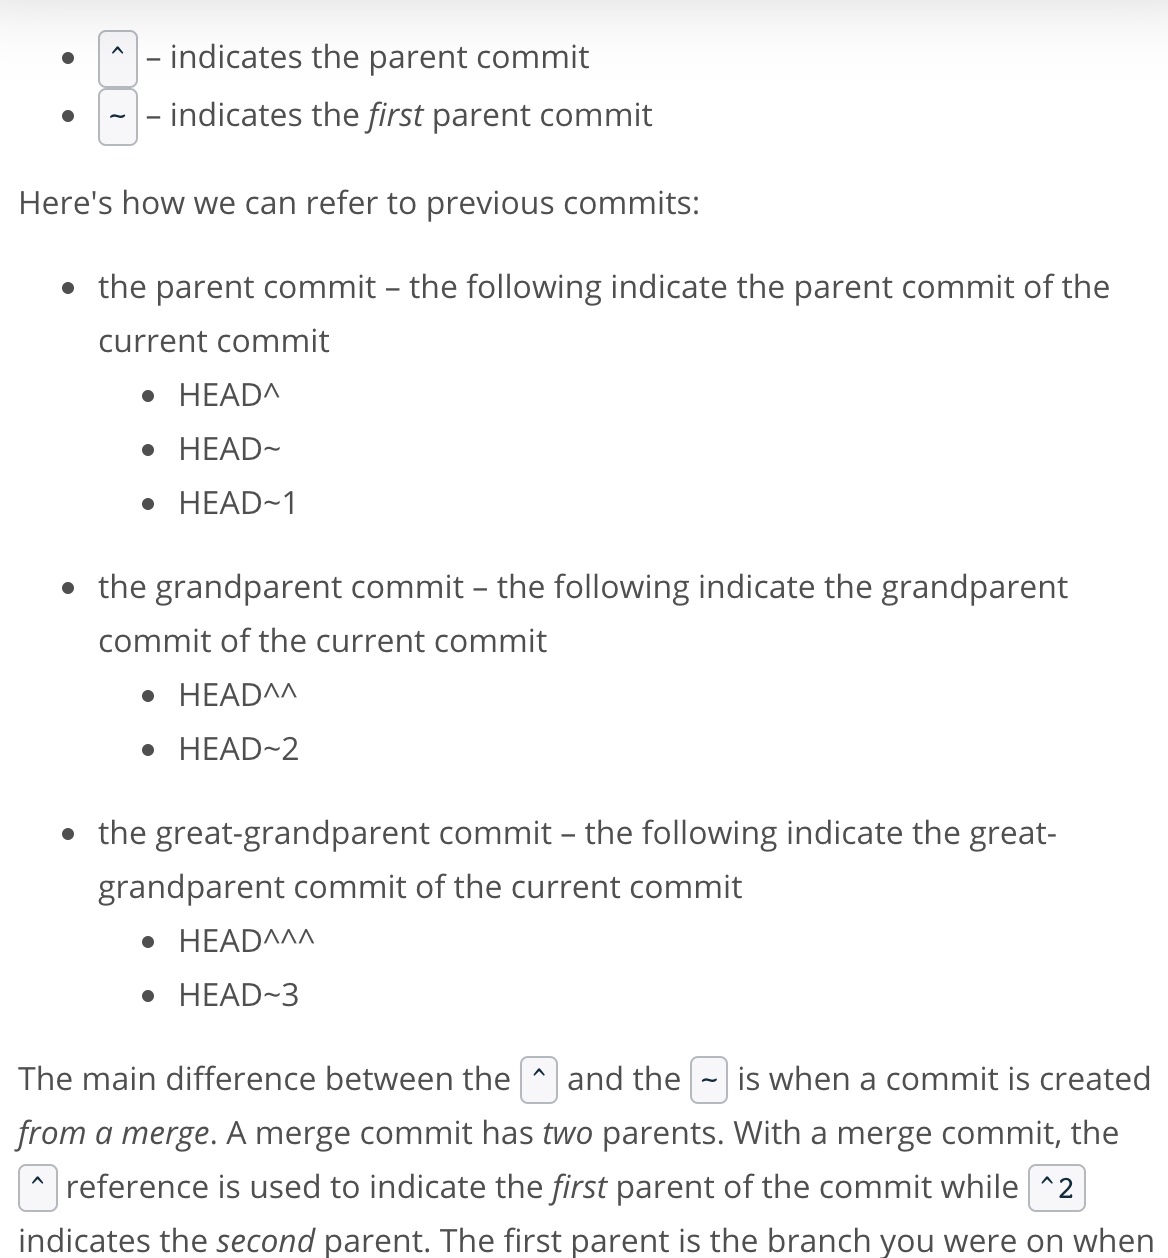 ^ – indicates the parent commit
~ – indicates the first parent commit
Here's how we can refer to previous commits:
the parent commit – the following indicate the parent commit of the
current commit
HEAD^
HEAD~
HEAD~1
the grandparent commit – the following indicate the grandparent
commit of the current commit
HEAD^^
HEAD~2
the great-grandparent commit – the following indicate the great-
grandparent commit of the current commit
HEAD^^^
HEAD~3
The main difference between the ^ and the ~ is when a commit is created
from a merge. A merge commit has two parents. With a merge commit, the
^ reference is used to indicate the first parent of the commit while ^2
indicates the second parent. The first parent is the branch you were on when